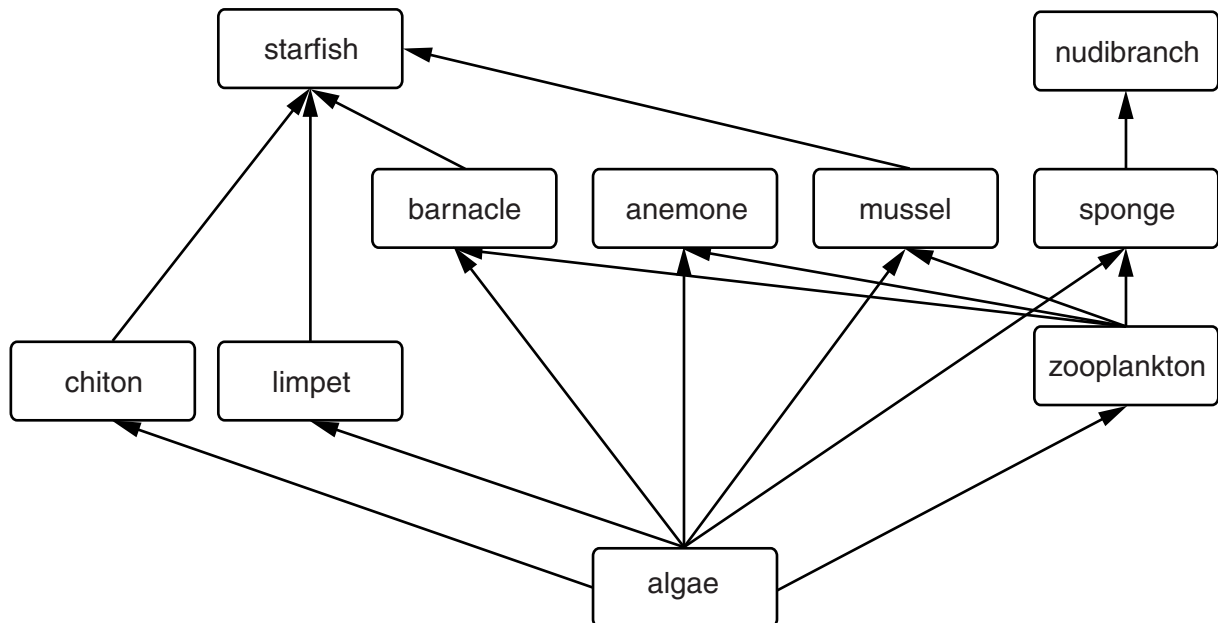 starfish
nudibranch
barnacle
anemone
mussel
sponge
chiton
limpet
zooplankton
algae